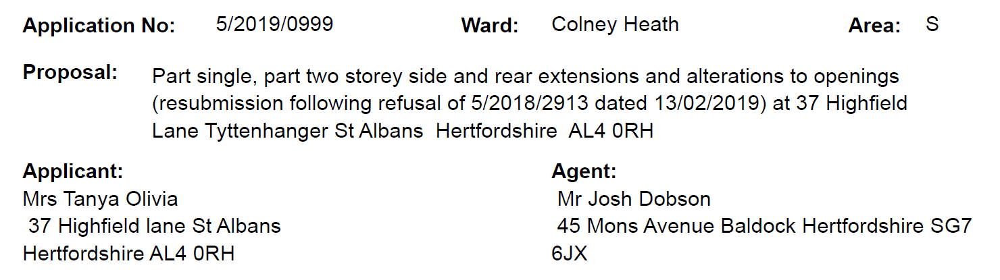 Application No: 5/2019/0999 Ward: Colney Heath Area: S
Proposal: Part single, part two storey side and rear extensions and alterations to openings
(resubmission following refusal of 5/2018/2913 dated 13/02/2019) at 37 Highfield
Lane Tyttenhanger St Albans Hertfordshire AL4 0RH
Applicant: Agent:
Mrs Tanya Olivia Mr Josh Dobson
37 Highfield lane St Albans 45 Mons Avenue Baldock Hertfordshire SG7
Hertfordshire AL4 0RH 6JX